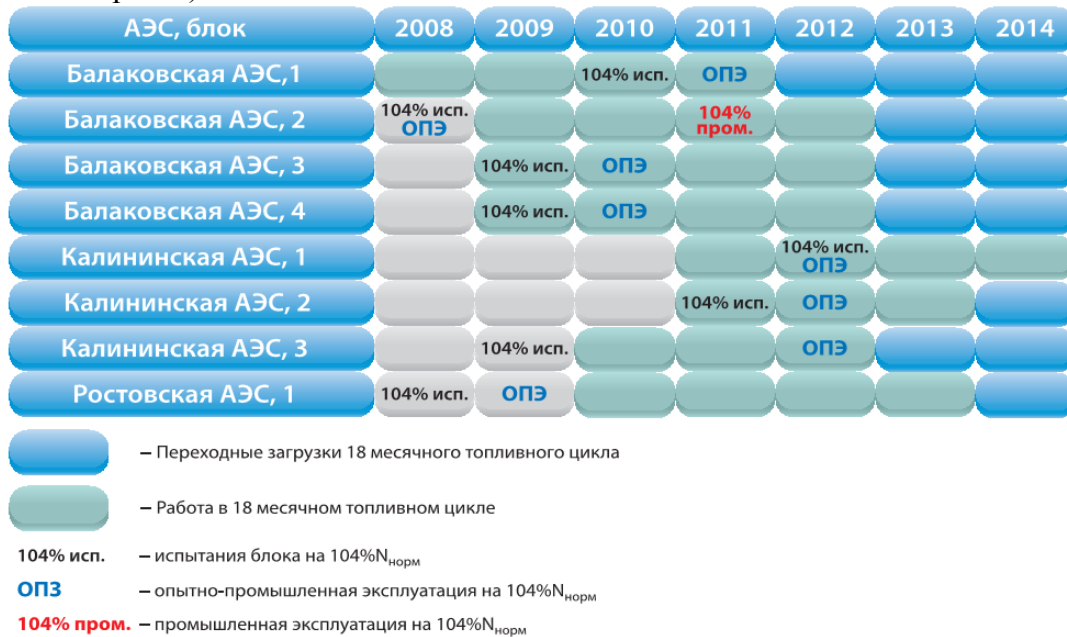 АЭС, блок 2008 2009 2010 2011 2012 2013 2014
Балаковская АЭС,1 104% исп. ОПЭ
Балаковская АЭС, 2 104% исп. ОПЭ 104% пром.
Балаковская АЭС, 3 104% исп. ОПЭ
Балаковская АЭС, 4 104% исп. ОПЭ
Калининская АЭС, 1 104% исп. ОПЭ
Калининская АЭС, 2 104% исп. ОПЭ
Калининская АЭС, 3 104% исп. ОПЭ
Ростовская АЭС, 1 104% исп. ОПЭ
– Переходные загрузки 18 месячного топливного цикла
– Работа в 18 месячном топливном цикле
104% исп. – испытания блока на 104%Nнорм
ОПЗ – опытно-промышленная эксплуатация на 104%Nнорм
104% пром. – промышленная эксплуатация на 104%Nнорм